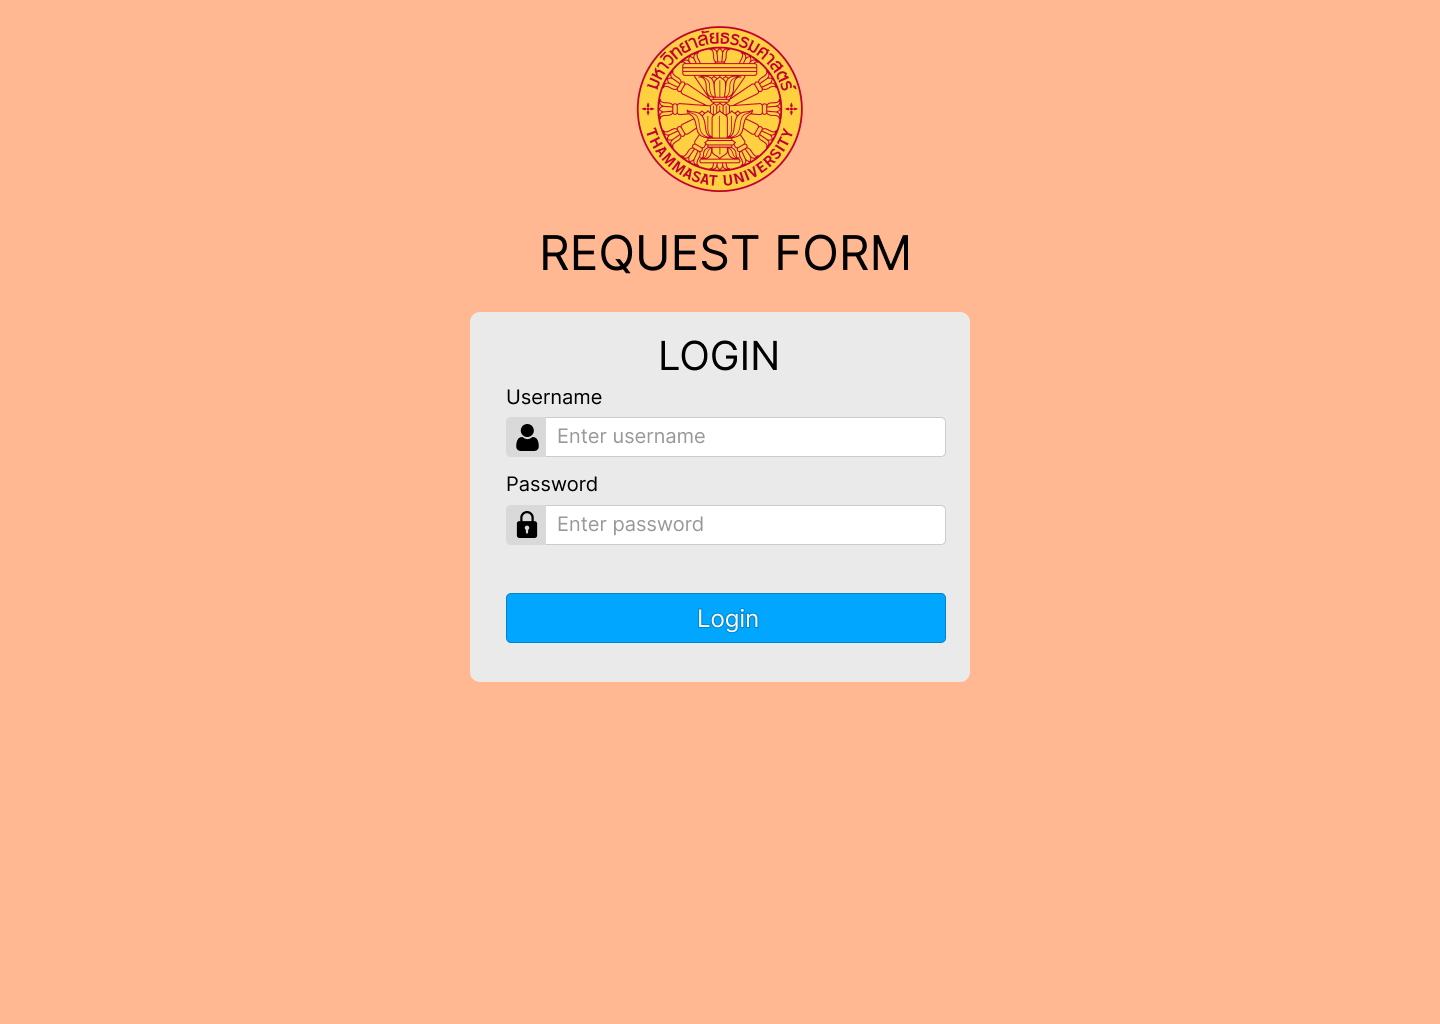 มหาวิทยาลัยธรรมศาสตร์
THAMMASAT UNIVERSITY
REQUEST FORM
LOGIN
Username
Enter username
Password
Enter password
Login